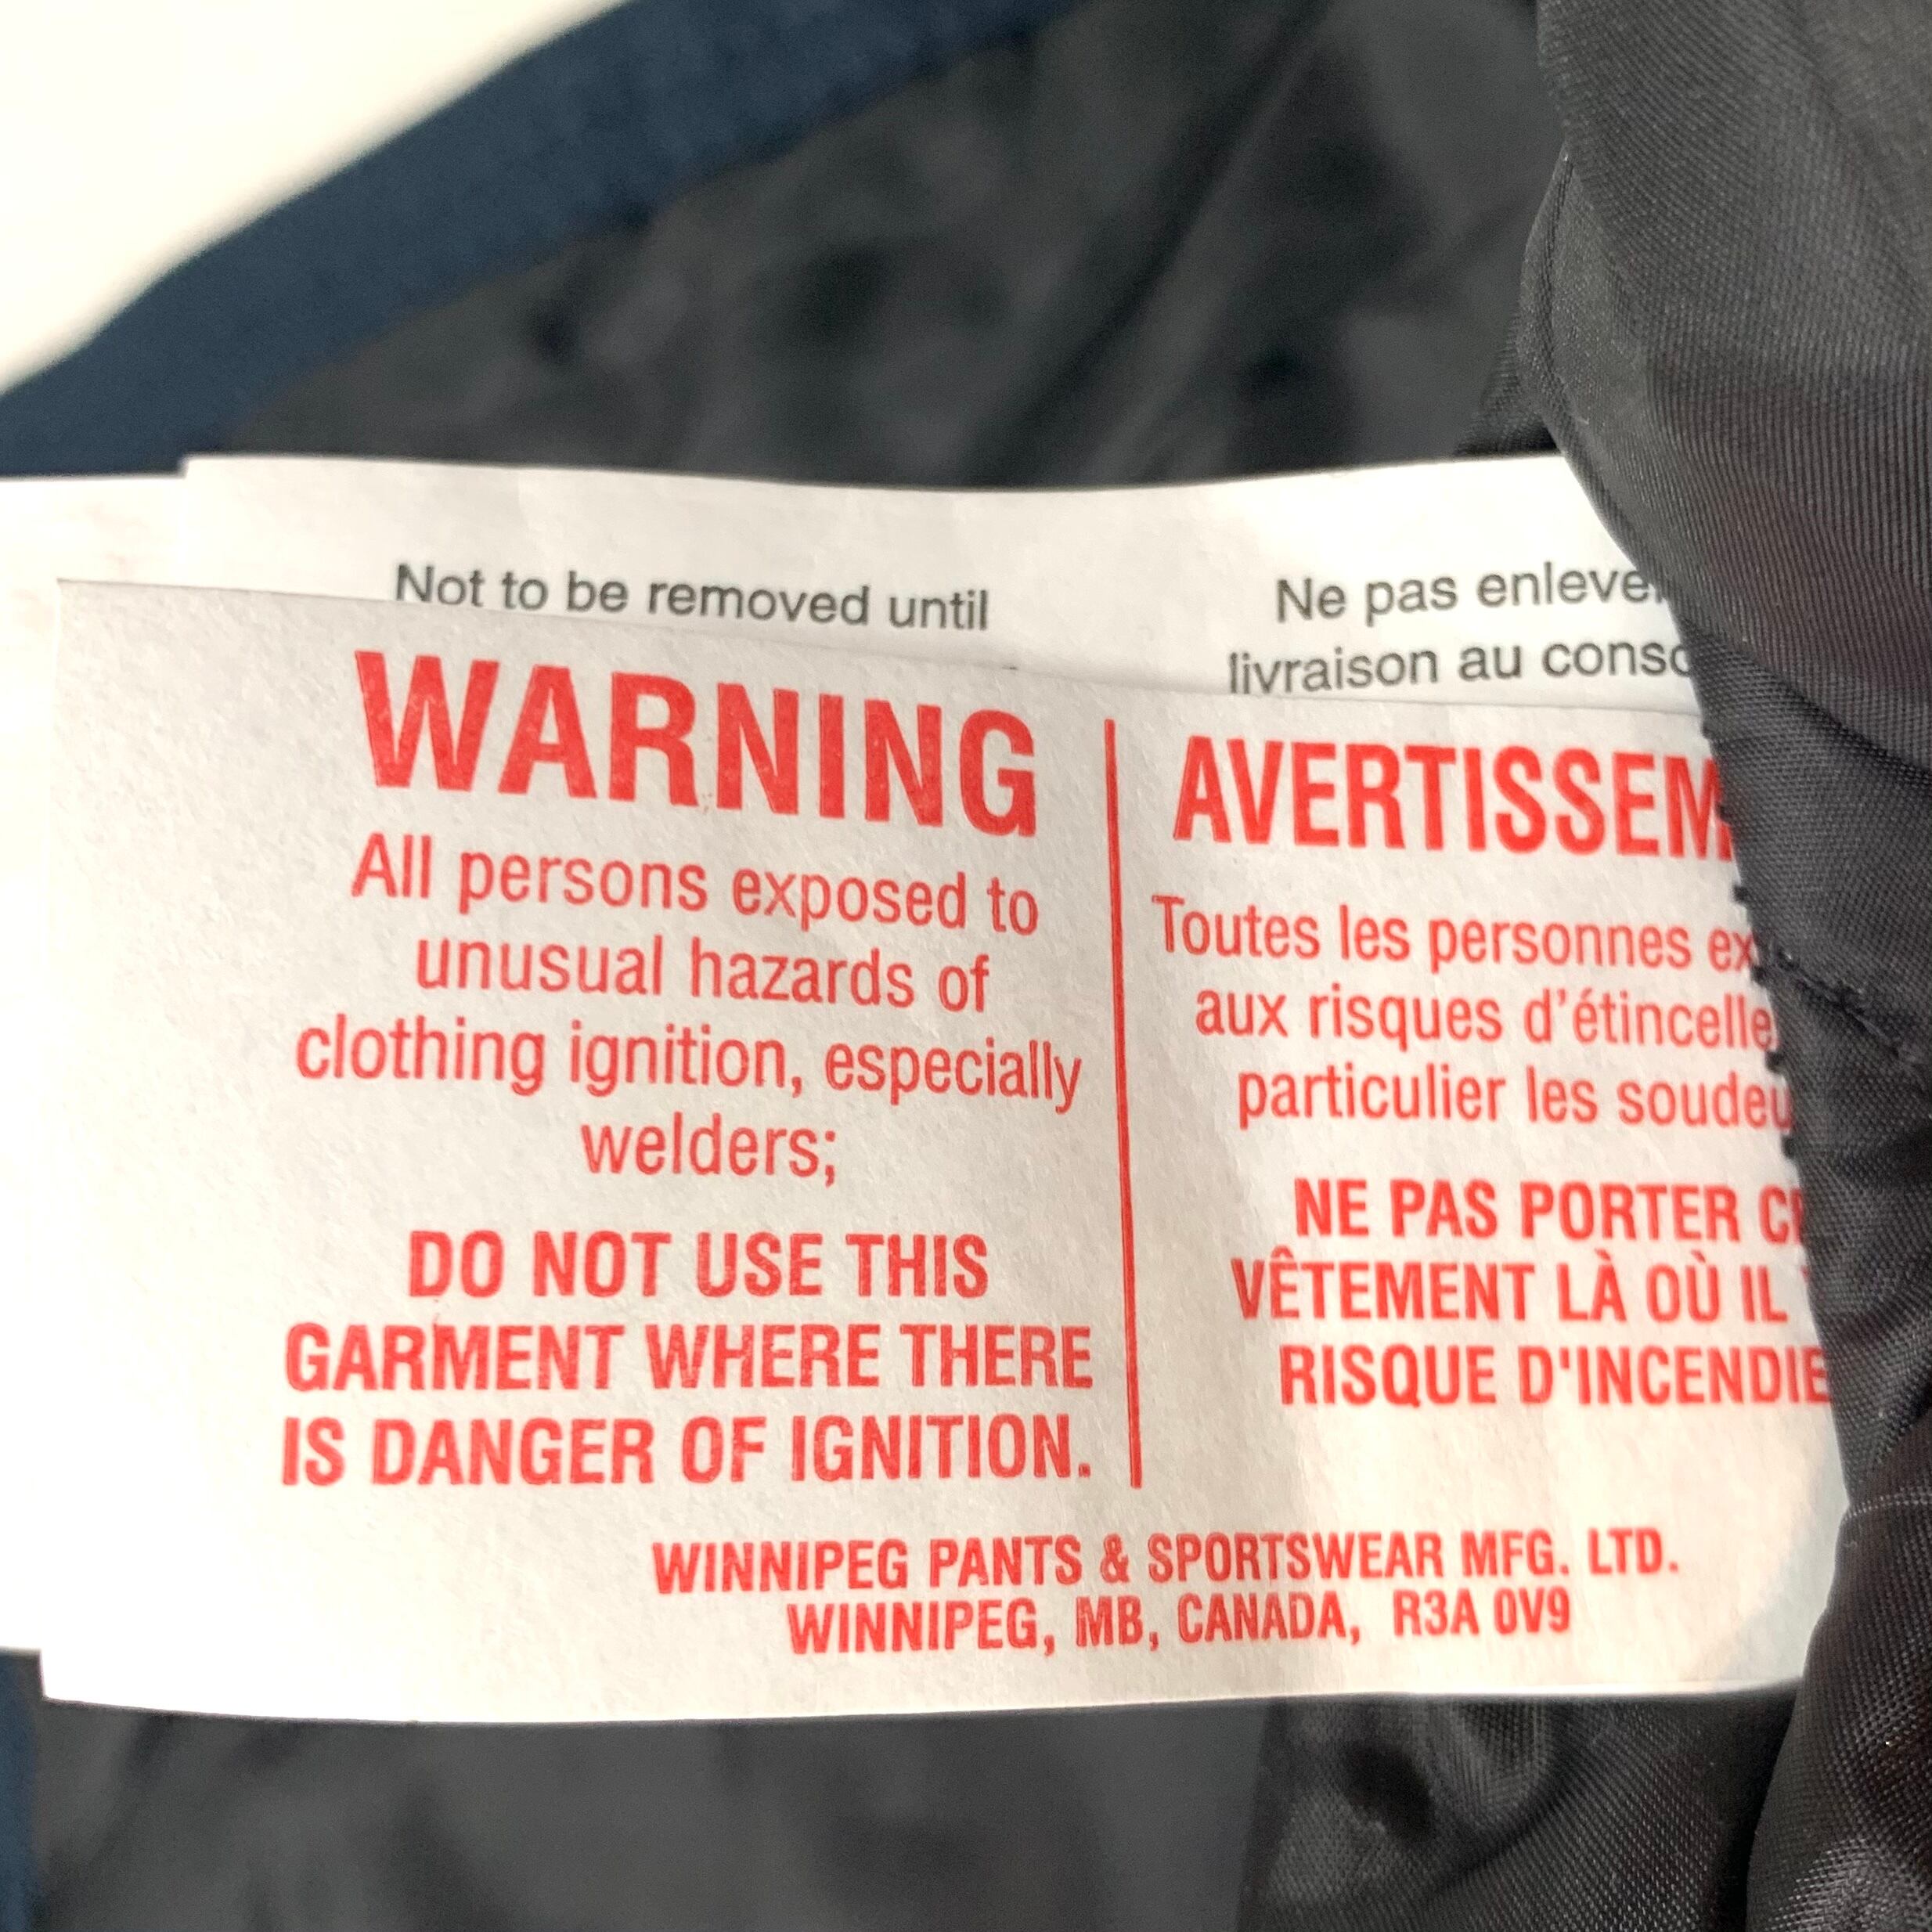 Not to be removed until
Ne pas enlever
livraison au conso
WARNING
All persons exposed to
unusual hazards of
clothing ignition, especially
welders;
DO NOT USE THIS
GARMENT WHERE THERE
IS DANGER OF IGNITION.
AVERTISSEM
Toutes les personnes ex
aux risques d'étincelle
particulier les soudeu
NE PAS PORTER CE
VÊTEMENT LÀ OÙ IL
RISQUE D'INCENDIE
WINNIPEG PANTS & SPORTSWEAR MFG. LTD.
WINNIPEG, MB, CANADA, R3A 0V9